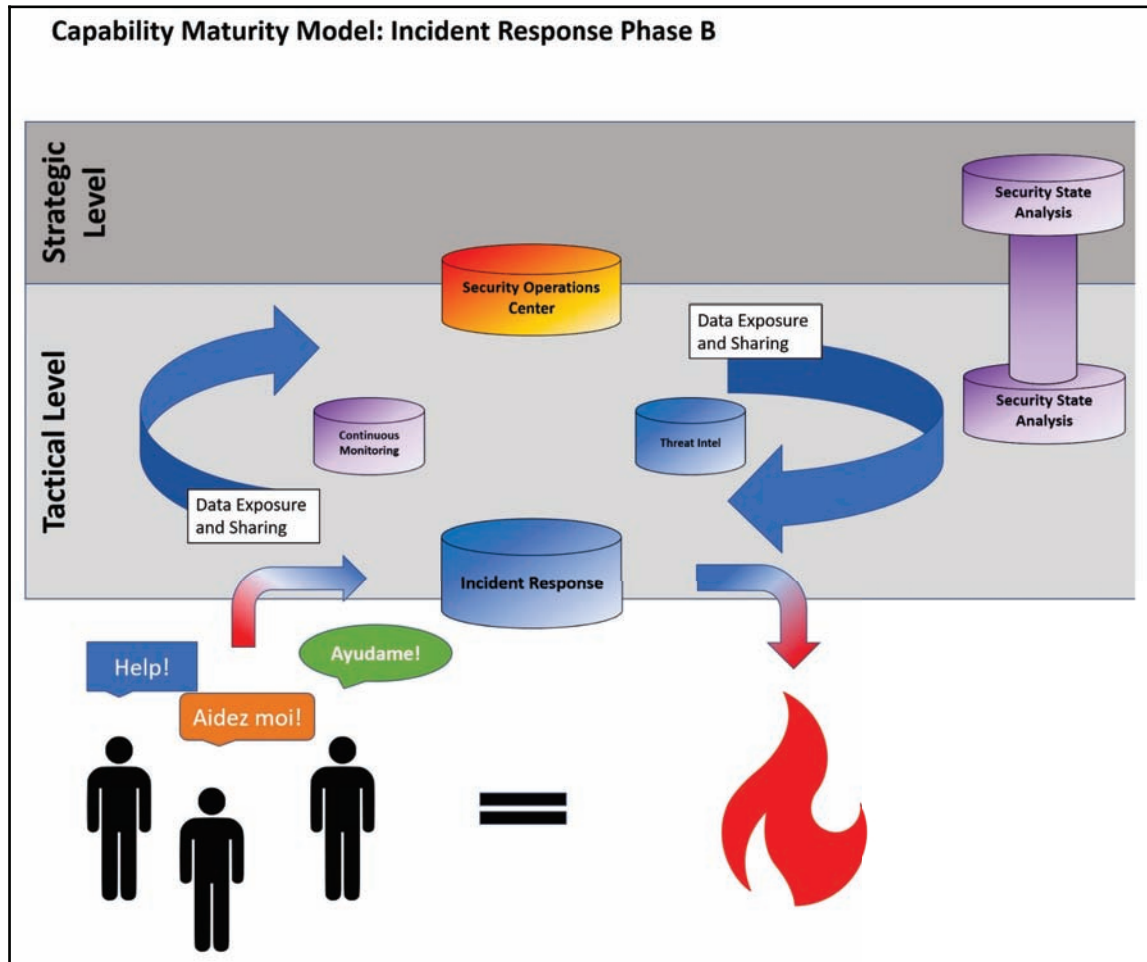 Capability Maturity Model: Incident Response Phase B
Strategic
Level
Security State
Analysis
Security Operations
Center
Tactical Level
Data Exposure
and Sharing
Security State
Analysis
Continuous
Monitoring
Threat Intel
Data Exposure
and Sharing
Incident Response
Help!
Ayudame!
Aidez moi!